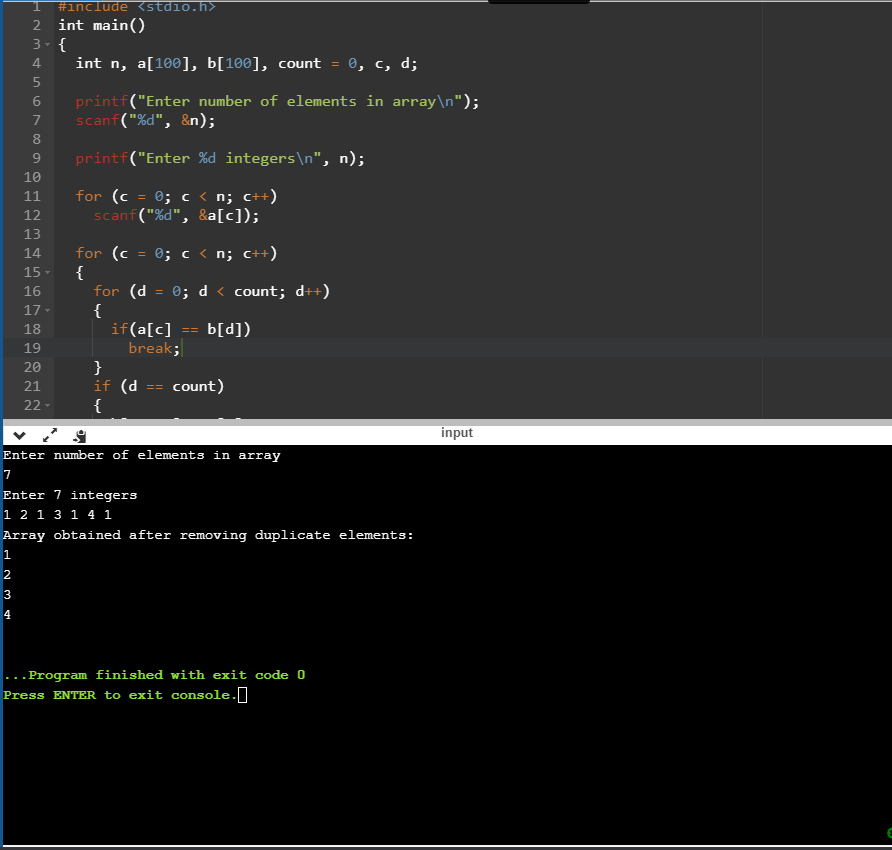 1 #include <stdio.h>
2 int main()
3 {
4 int n, a[100], b[100], count = 0, c, d;
5
6 printf("Enter number of elements in array\n");
7 scanf("%d", &n);
8
9 printf("Enter %d integers\n", n);
10
11 for (c = 0; c < n; c++)
12 scanf("%d", &a[c]);
13
14 for (c = 0; c < n; c++)
15 {
16 for (d = 0; d < count; d++)
17 {
18 if(a[c] == b[d])
19 break;
20 }
21 if (d == count)
22 {
input
Enter number of elements in array
7
Enter 7 integers
1 2 1 3 1 4 1
Array obtained after removing duplicate elements:
1
2
3
4
...Program finished with exit code 0
Press ENTER to exit console.